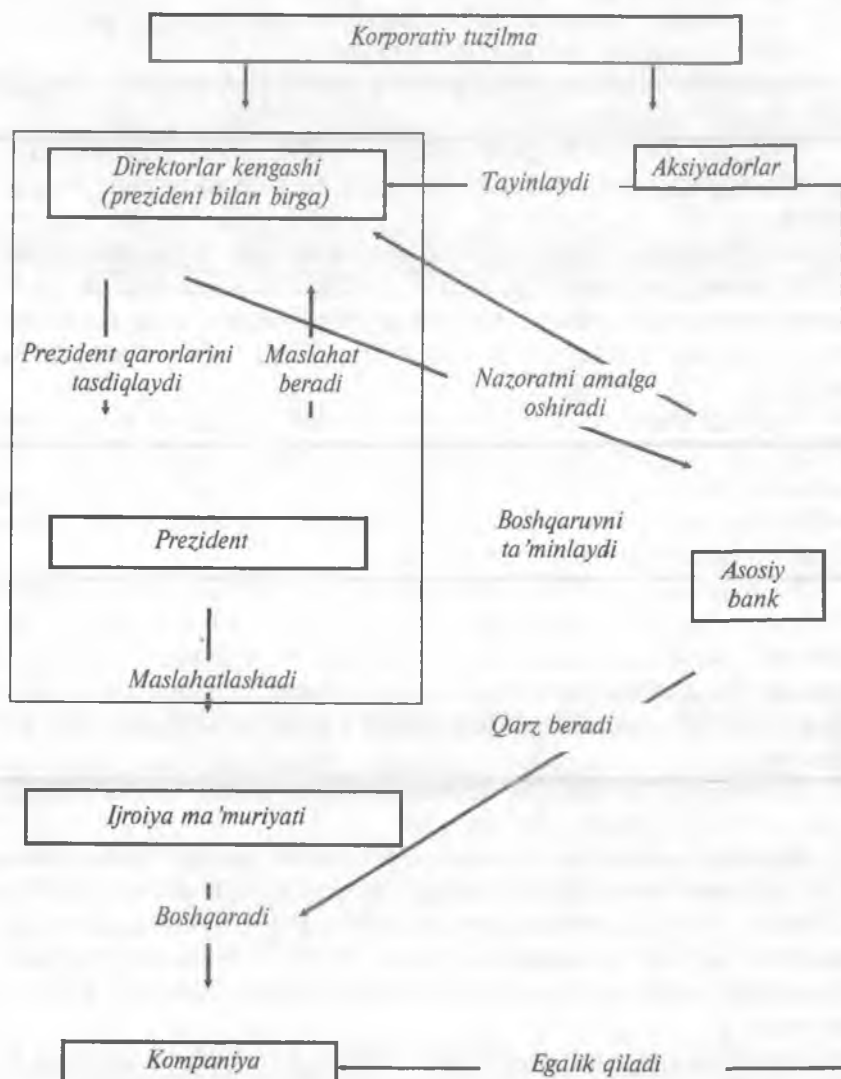 Korporativ tuzilma
Direktorlar kengashi
(prezident bilan birga)
Tayinlaydi
Aksiyadorlar
Prezident qarorlarini
tasdiqlaydi
Maslahat
beradi
Nazoratni amalga
oshiradi
Prezident
Boshqaruvni
ta'minlaydi
Asosiy
bank
Maslahatlashadi
Qarz beradi
Ijroiya ma'muriyati
Boshqaradi
Kompaniya
Egalik qiladi